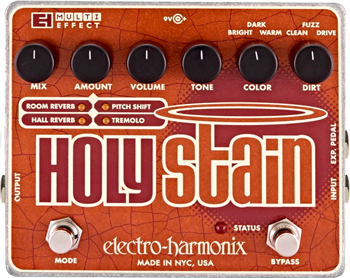 EH MULTI
EFFECT
9V
DARK
BRIGHT WARM
FUZZ
CLEAN DRIVE
MIX AMOUNT VOLUME TONE COLOR DIRT
ROOM REVERB PITCH SHIFT
HALL REVERB TREMOLO
HOLY Stain
OUTPUT
INPUT EXP. PEDAL
STATUS
MODE
electro-harmonix
MADE IN NYC, USA
BYPASS